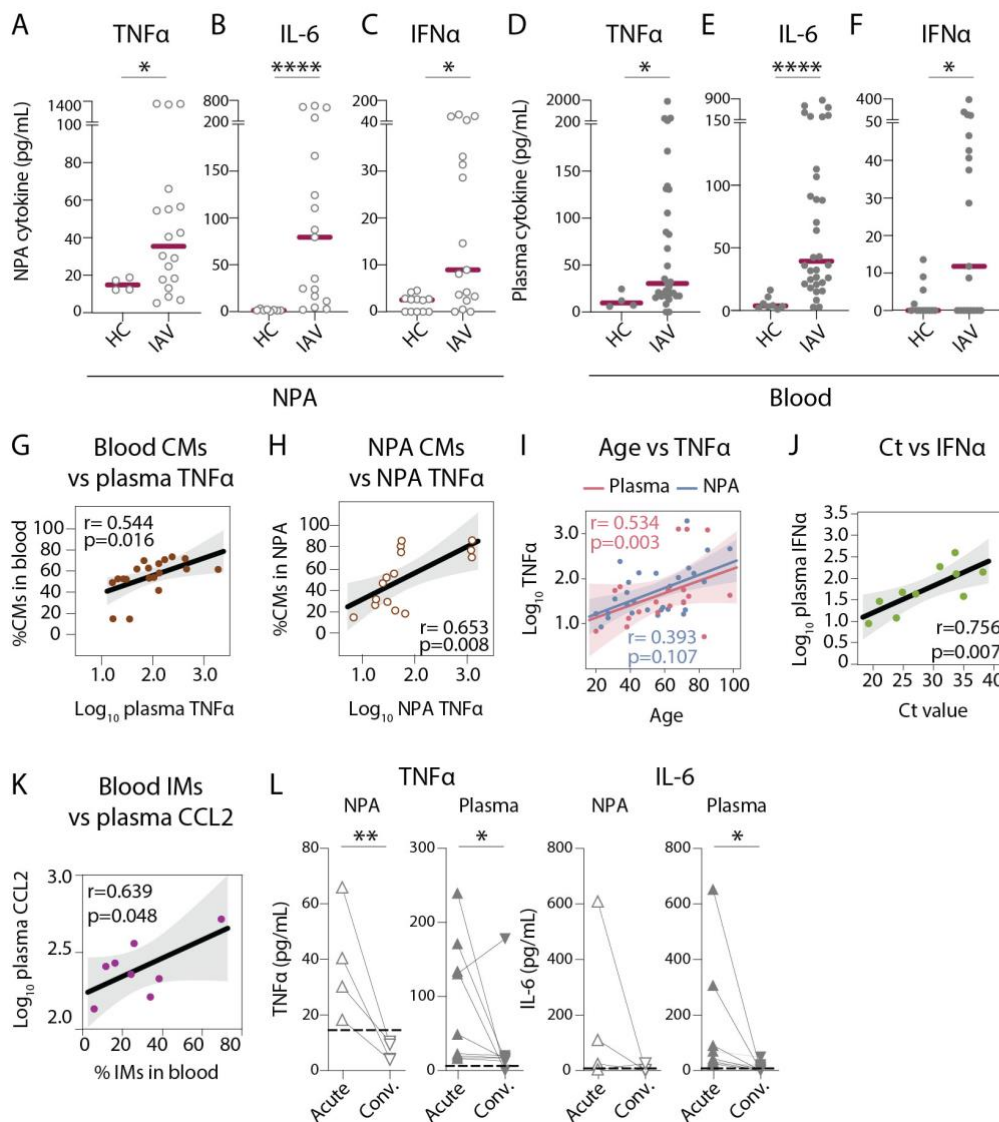 A TNFα
B IL-6
C IFNα
D TNFα
E IL-6
F IFNα
* **** * * **** *
NPA cytokine (pg/mL)
1400
100
80
60
40
20
0
HC IAV
800
200
200
150
100
50
0
HC IAV
200
40
30
20
10
0
HC IAV
Plasma cytokine (pg/mL)
2000
200
150
100
50
0
HC IAV
900
150
100
50
0
HC IAV
400
50
40
30
20
10
0
HC IAV
NPA
Blood
G Blood CMs
vs plasma TNFα
%CMs in blood
100
80
60
40
20
0
r= 0.544
p=0.016
1.0 2.0 3.0
Log10 plasma TNFα
H NPA CMs
vs NPA TNFα
%CMs in NPA
100
80
60
40
20
0
r=0.653
p=0.008
1.0 2.0 3.0
Log10 NPA TNFα
I Age vs TNFα
Plasma NPA
Log10 TNFα
3.0
2.0
1.0
r= 0.534
p=0.003
r=0.393
p=0.107
20 40 60 80 100
Age
J Ct vs IFNα
Log10 plasma IFNα
3.5
3.0
2.5
2.0
1.5
1.0
0.5
0
r=0.756
p=0.007
20 25 30 35 40
Ct value
K Blood IMs
vs plasma CCL2
Log10 plasma CCL2
3.0
2.5
2.0
r=0.639
p=0.048
0 20 40 60 80
% IMs in blood
L TNFα IL-6
NPA Plasma NPA Plasma
** * *
TNFα (pg/mL)
80
60
40
20
0
Acute Conv.
300
200
100
0
Acute Conv.
IL-6 (pg/mL)
800
600
400
200
0
Acute Conv.
800
600
400
200
0
Acute Conv.